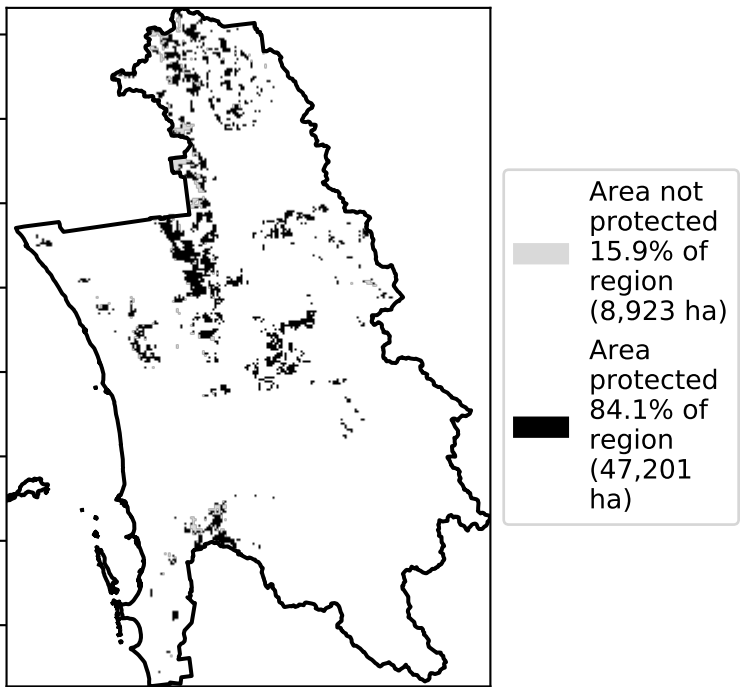 Area not
protected
15.9% of
region
(8,923 ha)
Area
protected
84.1% of
region
(47,201
ha)